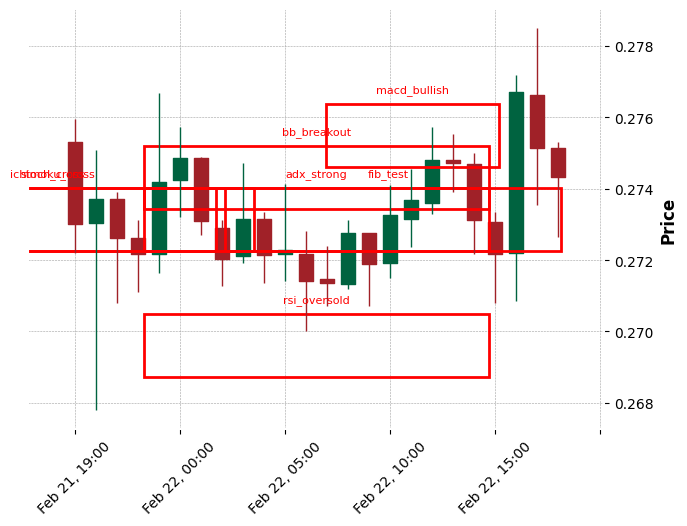 0.278
macd_bullish
0.276
bb_breakout
adx_strong
fib_test
0.274
0.272
rsi_oversold
0.270
0.268
Price
Feb 21, 19:00
Feb 22, 00:00
Feb 22, 05:00
Feb 22, 10:00
Feb 22, 15:00